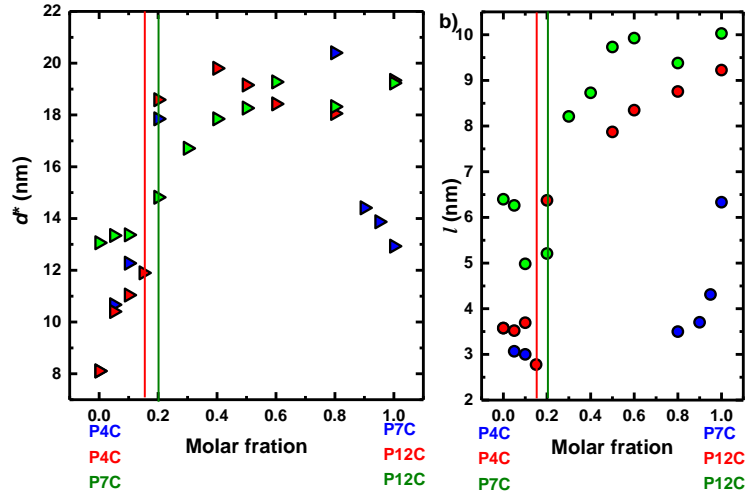 20
18
16
14
12
10
8
d* (nm)
0.0 0.2 0.4 0.6 0.8 1.0
Molar fration
P4C P7C
P4C P12C
P7C P12C
b)
10
9
8
7
6
5
4
3
2
l (nm)
0.0 0.2 0.4 0.6 0.8 1.0
Molar fration
P4C P7C
P4C P12C
P7C P12C